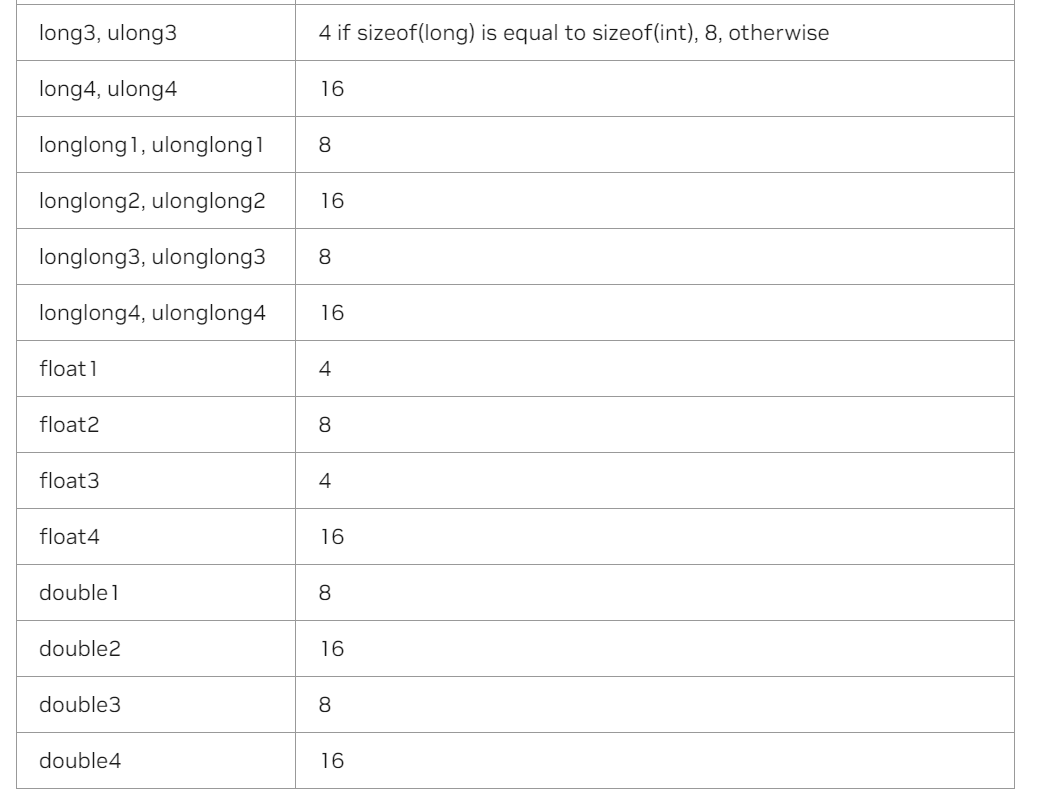 long3, ulong3 4 if sizeof(long) is equal to sizeof(int), 8, otherwise
long4, ulong4 16
longlong1, ulonglong1 8
longlong2, ulonglong2 16
longlong3, ulonglong3 8
longlong4, ulonglong4 16
float1 4
float2 8
float3 4
float4 16
double1 8
double2 16
double3 8
double4 16